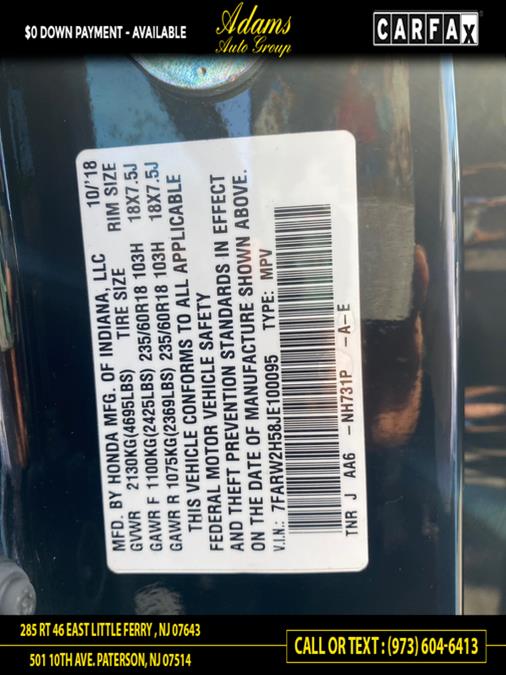 $0 DOWN PAYMENT - AVAILABLE
Adams
Auto Group
CARFAX
MFD. BY HONDA MFG. OF INDIANA, LLC 10/'18
GVWR 2130KG(4695LBS) TIRE SIZE RIM SIZE
GAWR F 1100KG(2425LBS) 235/60R18 103H 18X7.5J
GAWR R 1075KG(2369LBS) 235/60R18 103H 18X7.5J
THIS VEHICLE CONFORMS TO ALL APPLICABLE
FEDERAL MOTOR VEHICLE SAFETY
AND THEFT PREVENTION STANDARDS IN EFFECT
ON THE DATE OF MANUFACTURE SHOWN ABOVE.
V.I.N.: 7FARW2H58JE100095 TYPE: MPV
TNR J AA6 -NH731P -A-E
285 RT 46 EAST LITTLE FERRY , NJ 07643
501 10TH AVE. PATERSON, NJ 07514
CALL OR TEXT : (973) 604-6413